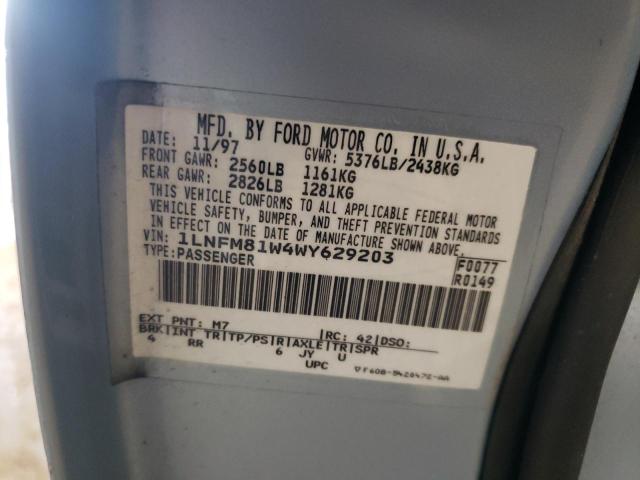 MFD. BY FORD MOTOR CO. IN U.S.A.
DATE: 11/97 GVWR: 5376LB/2438KG
FRONT GAWR: 2560LB 1161KG
REAR GAWR: 2826LB 1281KG
THIS VEHICLE CONFORMS TO ALL APPLICABLE FEDERAL MOTOR
VEHICLE SAFETY, BUMPER, AND THEFT PREVENTION STANDARDS
IN EFFECT ON THE DATE OF MANUFACTURE SHOWN ABOVE.
VIN: 1LNFM81W4WY629203
TYPE: PASSENGER
F0077
R0149
EXT PNT: M7 RC: 42 DSO:
BRK INT TR TP/PS R AXLE TR SPR
4 RR 6 JY U
UPC F60B-5420472-AA